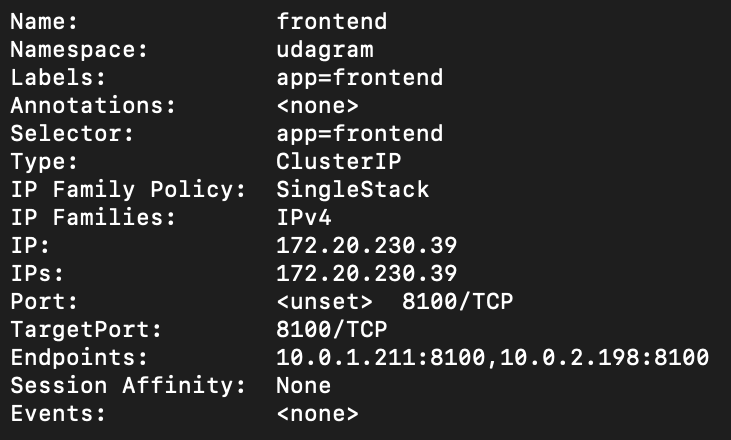 Name:              frontend
Namespace:         udagram
Labels:            app=frontend
Annotations:       <none>
Selector:          app=frontend
Type:              ClusterIP
IP Family Policy:  SingleStack
IP Families:       IPv4
IP:                172.20.230.39
IPs:               172.20.230.39
Port:              <unset>  8100/TCP
TargetPort:        8100/TCP
Endpoints:         10.0.1.211:8100,10.0.2.198:8100
Session Affinity:  None
Events:            <none>